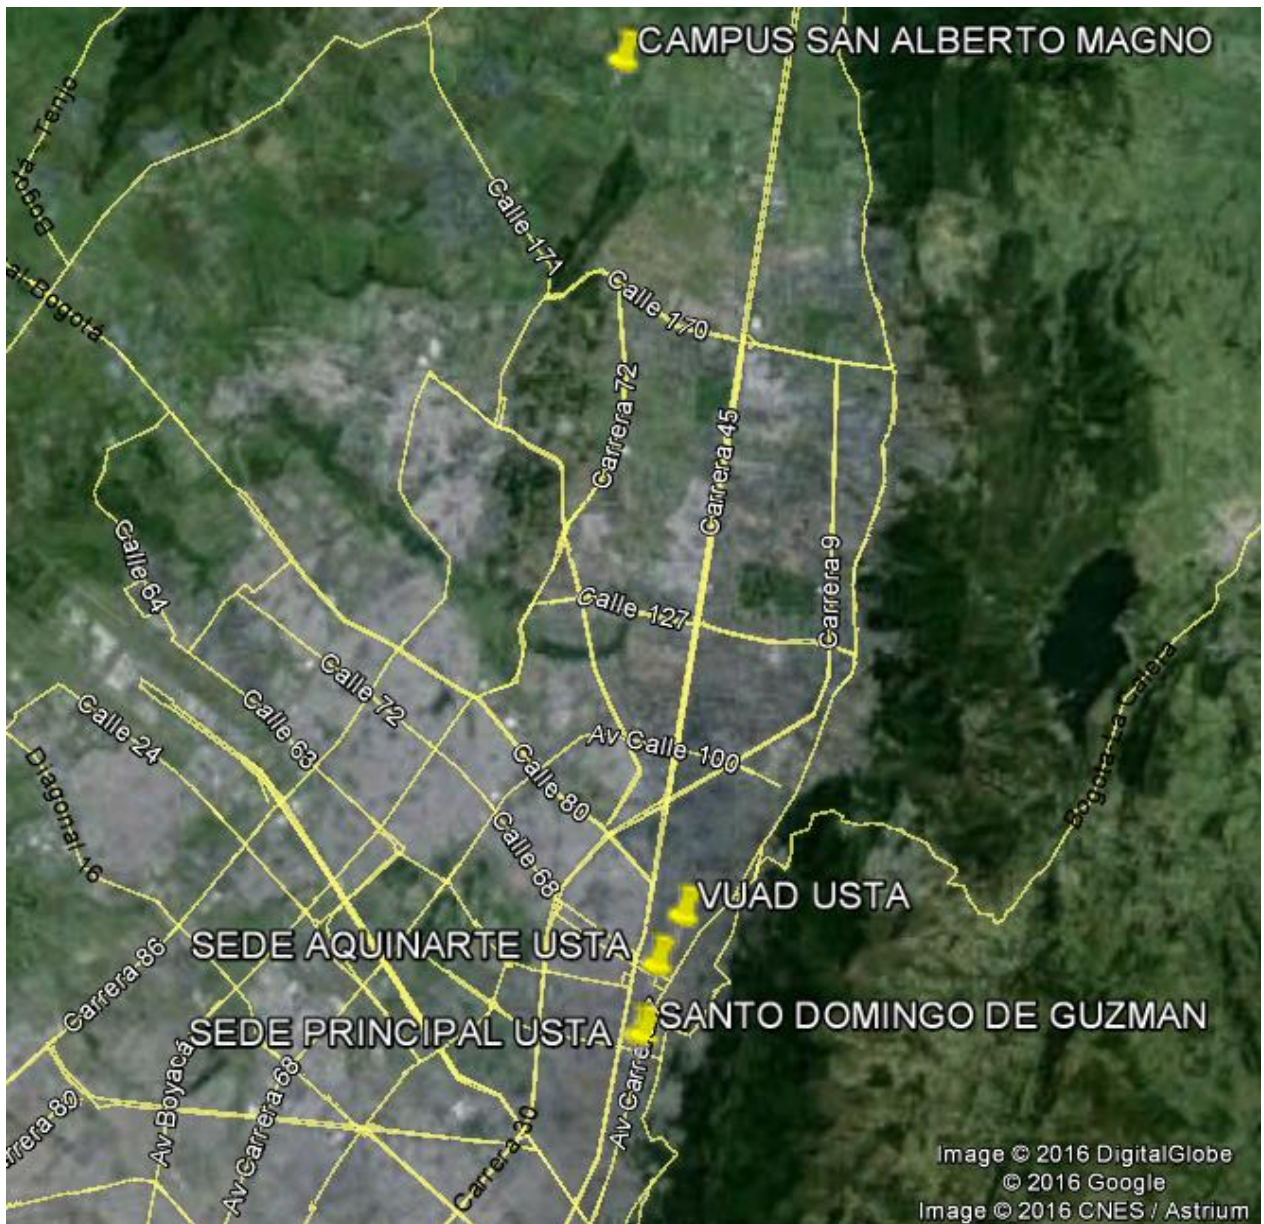 CAMPUS SAN ALBERTO MAGNO
Bogotá - Tenjo
Calle 171
Calle 170
al-Bogotá
Carrera 72
Carrera 45
Calle 64
Carrera 9
Calle 127
Calle 72
Calle 63
Calle 24
Av Calle 100
Bogota-La Calera
Diagonal 16
Calle 80
Calle 68
VUAD USTA
SEDE AQUINARTE USTA
Carrera 86
SANTO DOMINGO DE GUZMAN
SEDE PRINCIPAL USTA
Av Boyacá
Av Carrera 68
Av Carrer
Carrera 30
Image © 2016 DigitalGlobe
© 2016 Google
Image © 2016 CNES / Astrium